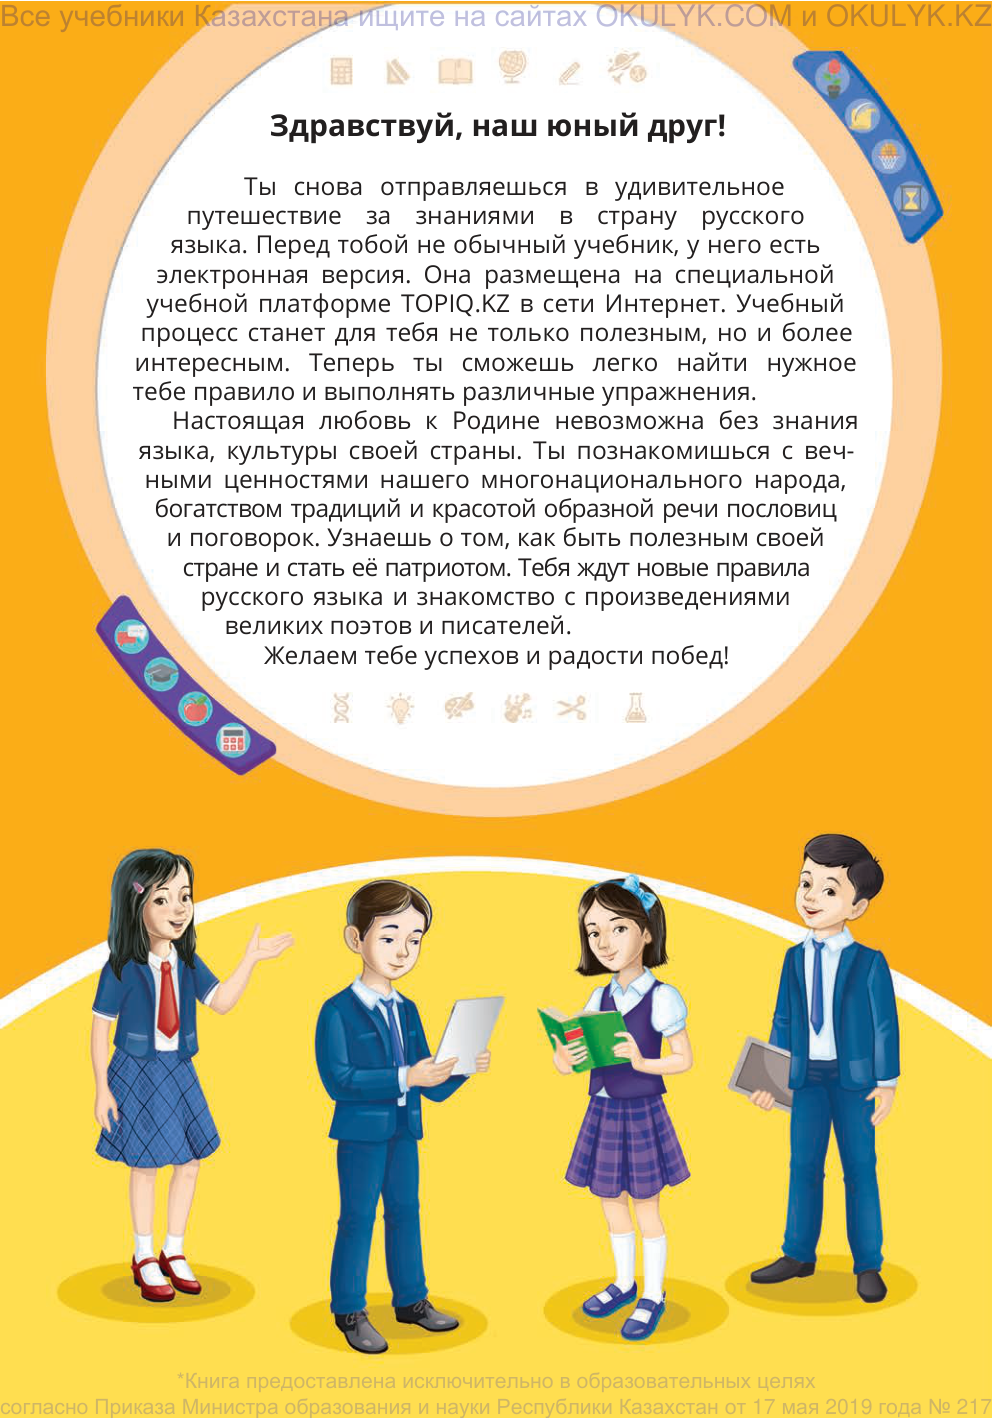 Все учебники Казахстана ищите на сайтах OKULYK.COM и OKULYK.KZ
Здравствуй, наш юный друг!
Ты снова отправляешься в удивительное
путешествие за знаниями в страну русского
языка. Перед тобой не обычный учебник, у него есть
электронная версия. Она размещена на специальной
учебной платформе TOPIQ.KZ в сети Интернет. Учебный
процесс станет для тебя не только полезным, но и более
интересным. Теперь ты сможешь легко найти нужное
тебе правило и выполнять различные упражнения.
Настоящая любовь к Родине невозможна без знания
языка, культуры своей страны. Ты познакомишься с веч-
ными ценностями нашего многонационального народа,
богатством традиций и красотой образной речи пословиц
и поговорок. Узнаешь о том, как быть полезным своей
стране и стать её патриотом. Тебя ждут новые правила
русского языка и знакомство с произведениями
великих поэтов и писателей.
Желаем тебе успехов и радости побед!
*Книга предоставлена исключительно в образовательных целях
согласно Приказа Министра образования и науки Республики Казахстан от 17 мая 2019 года № 217